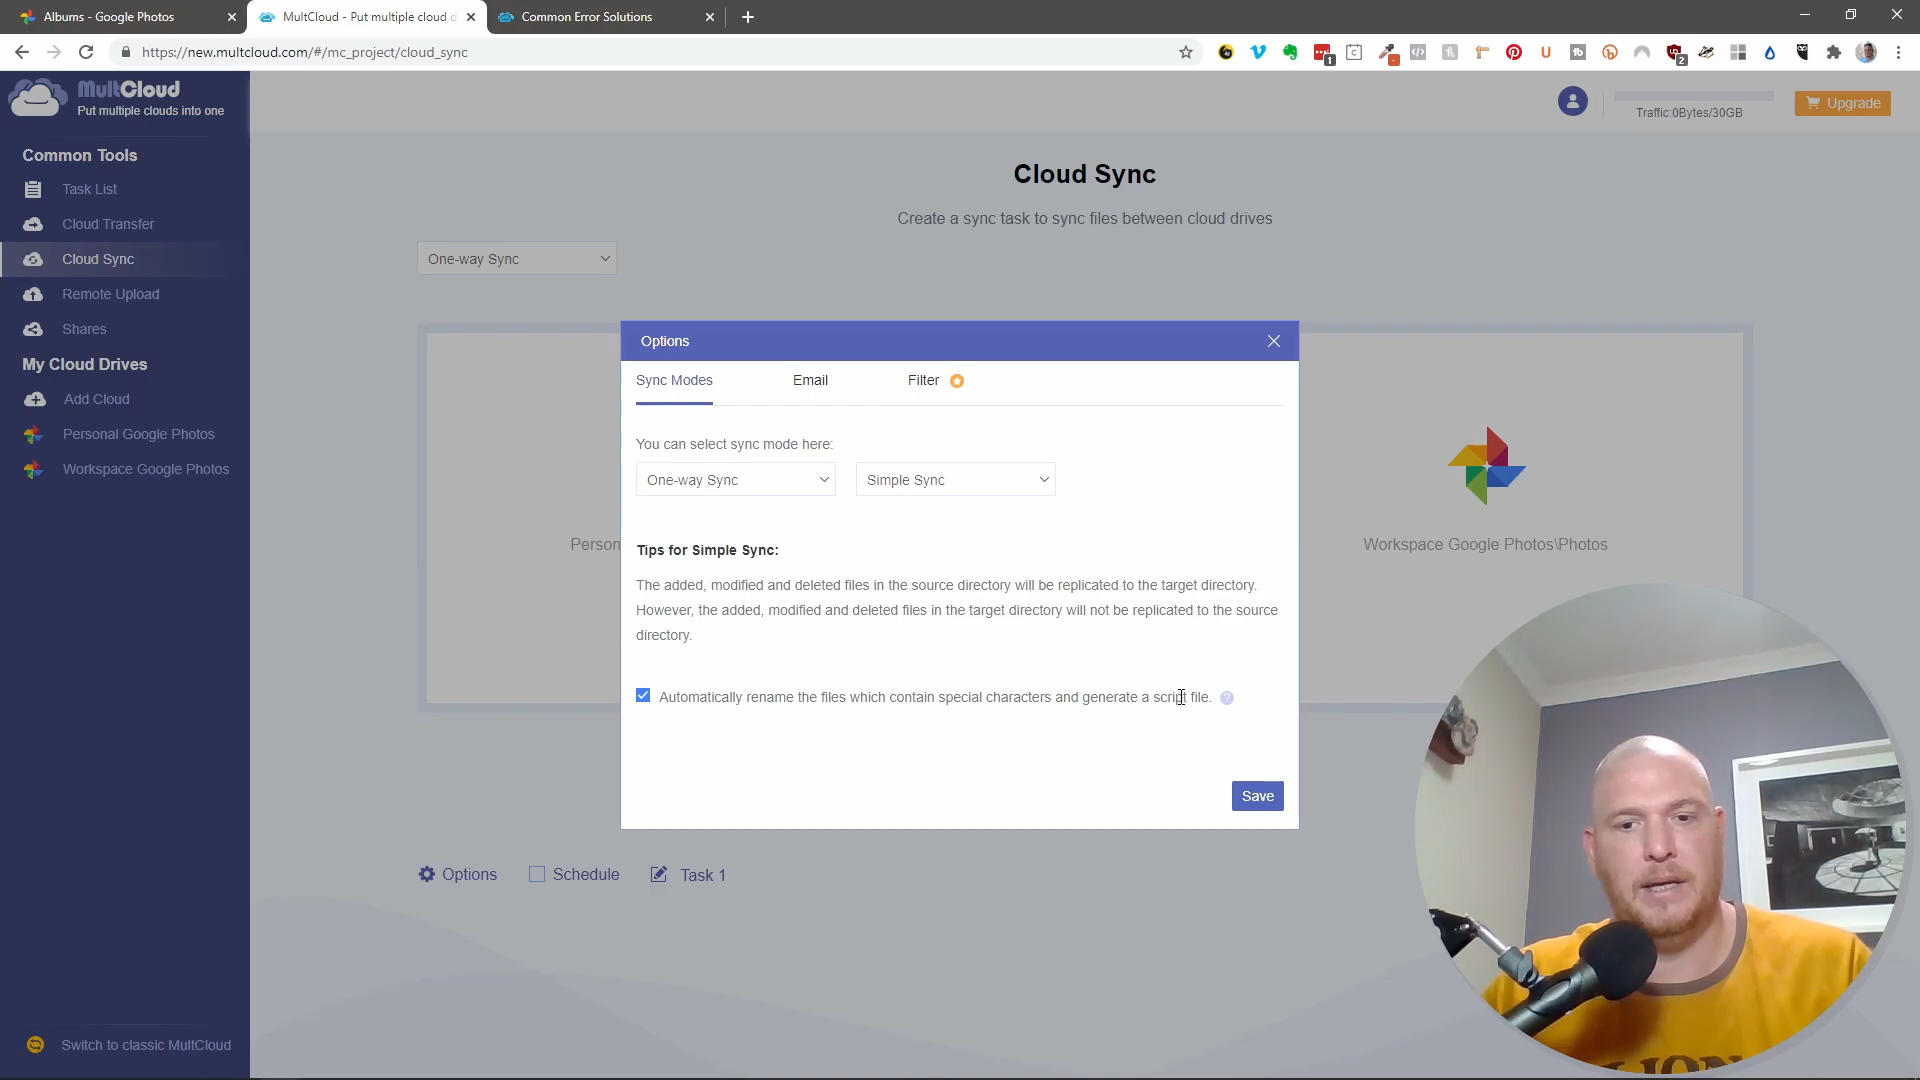 Albums - Google Photos
MultCloud - Put multiple cloud d
Common Error Solutions
https://new.multcloud.com/#/mc_project/cloud_sync
1
2
MultCloud
Put multiple clouds into one
Traffic:0Bytes/30GB
Upgrade
Common Tools
Task List
Cloud Transfer
Cloud Sync
Remote Upload
Shares
My Cloud Drives
Add Cloud
Personal Google Photos
Workspace Google Photos
Switch to classic MultCloud
Cloud Sync
Create a sync task to sync files between cloud drives
One-way Sync
Person
Workspace Google Photos\Photos
Options
Sync Modes
Email
Filter
You can select sync mode here:
One-way Sync
Simple Sync
Tips for Simple Sync:
The added, modified and deleted files in the source directory will be replicated to the target directory.
However, the added, modified and deleted files in the target directory will not be replicated to the source
directory.
Automatically rename the files which contain special characters and generate a script file. ?
Save
Options
Schedule
Task 1